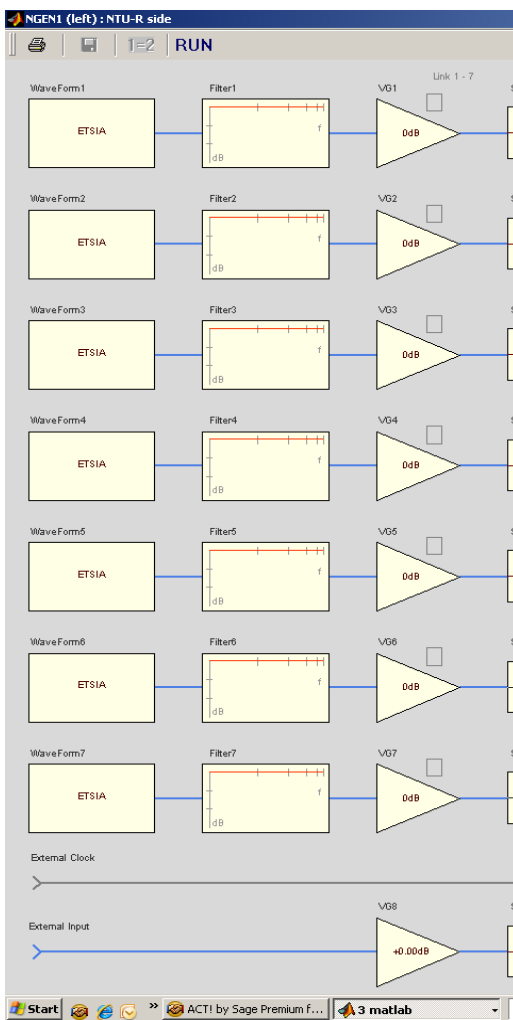 NGEN1 (left) : NTU-R side
1=2 RUN
Link 1 - 7
WaveForm1 Filter1 VG1
ETSIA f 0dB
dB
WaveForm2 Filter2 VG2
ETSIA f 0dB
dB
WaveForm3 Filter3 VG3
ETSIA f 0dB
dB
WaveForm4 Filter4 VG4
ETSIA f 0dB
dB
WaveForm5 Filter5 VG5
ETSIA f 0dB
dB
WaveForm6 Filter6 VG6
ETSIA f 0dB
dB
WaveForm7 Filter7 VG7
ETSIA f 0dB
dB
External Clock
VG8
External Input
+0.00dB
Start » ACT! by Sage Premium f... 3 matlab